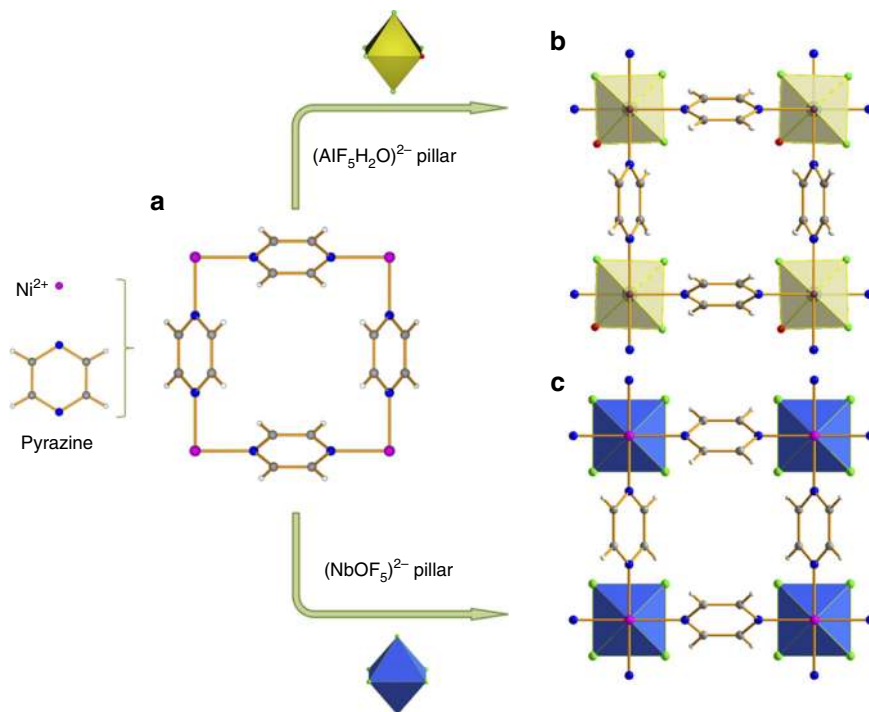 b
(AlF₅H₂O)²⁻ pillar
a
Ni²⁺
Pyrazine
c
(NbOF₅)²⁻ pillar